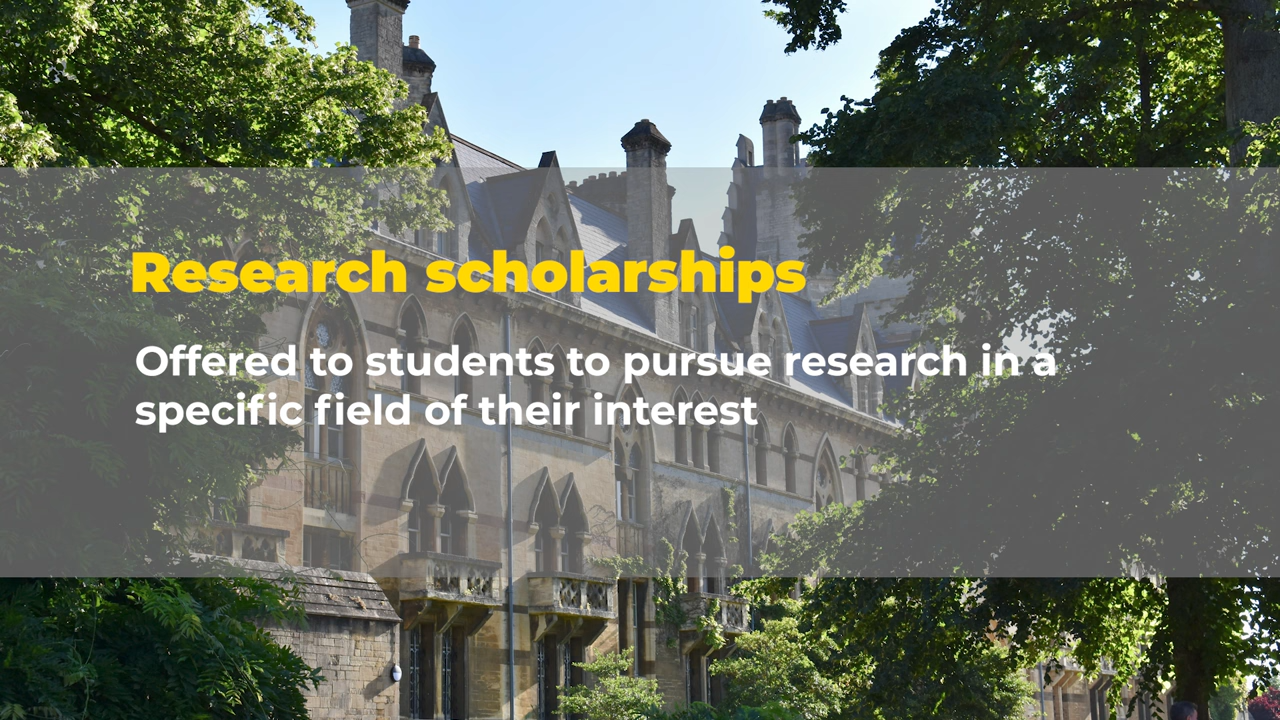 Research scholarships
Offered to students to pursue research in a
specific field of their interest